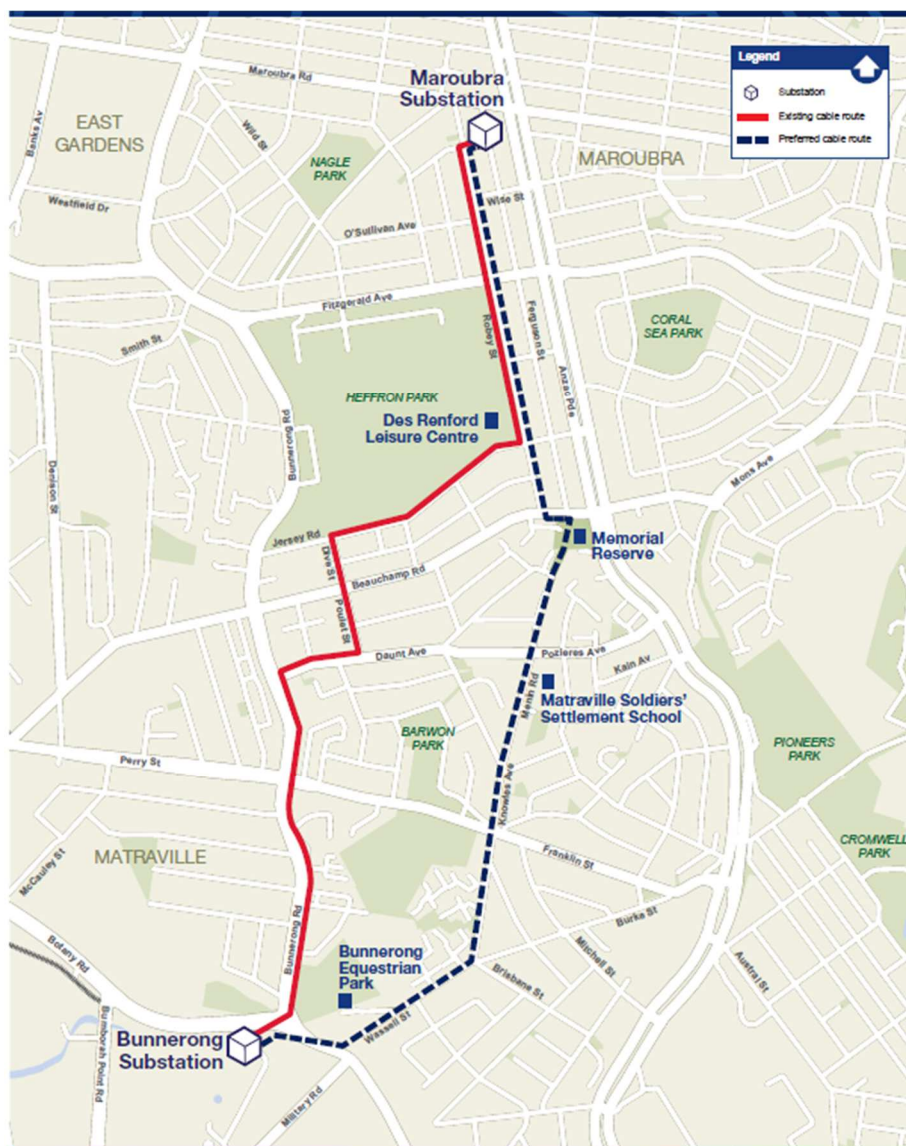 Legend
Substation
Existing cable route
Preferred cable route
Maroubra
Substation
Maroubra Rd
Banks Av
EAST
GARDENS
Wild St
NAGLE
PARK
MAROUBRA
Westfield Dr
Wise St
O'Sullivan Ave
Fitzgerald Ave
Robey St
Ferguson St
Anzac Pde
CORAL
SEA PARK
Smith St
HEFFRON PARK
Des Renford
Leisure Centre
Bunnerong Rd
Denison St
Mons Ave
Jersey Rd
Dive St
Memorial
Reserve
Beauchamp Rd
Poulet St
Daunt Ave
Pozieres Ave
Kain Av
Menin Rd
Matraville Soldiers'
Settlement School
BARWON
PARK
PIONEERS
PARK
Perry St
Knowles Ave
MATRAVILLE
Franklin St
CROMWELL
PARK
McCauley St
Burke St
Bunnerong Rd
Botany Rd
Mitchell St
Bunnerong
Equestrian
Park
Brisbane St
Austral St
Wassell St
Bunnerong
Substation
Bumborah Point Rd
Military Rd